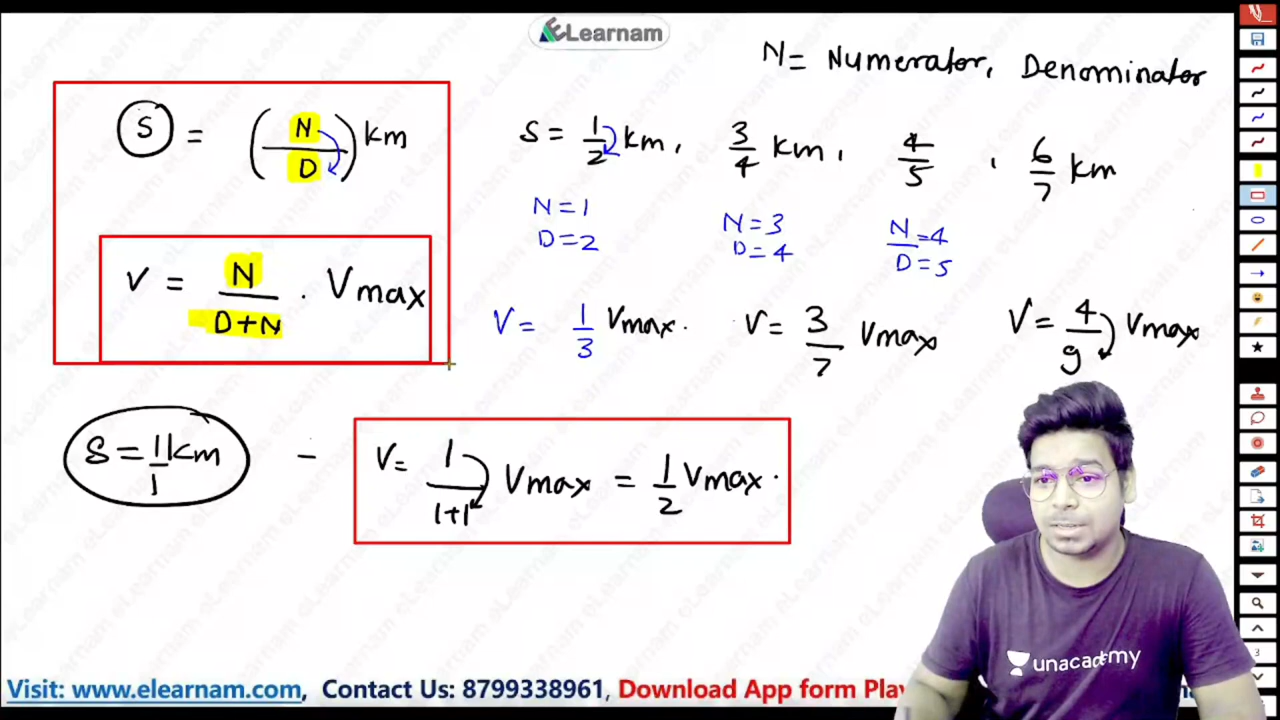 eLearnam
N = Numerator, Denominator
S = (N/D) km
S = 1/2 km, 3/4 km, 4/5, 6/7 km
N = 1
D = 2
N = 3
D = 4
N = 4
D = 5
V = N/D+N . Vmax
V = 1/3 Vmax. V = 3/7 Vmax V = 4/9 Vmax
S = 1/1 km - V = 1/1+1 Vmax = 1/2 Vmax.
unacademy
3
Visit: www.elearnam.com, Contact Us: 8799338961, Download App form Play